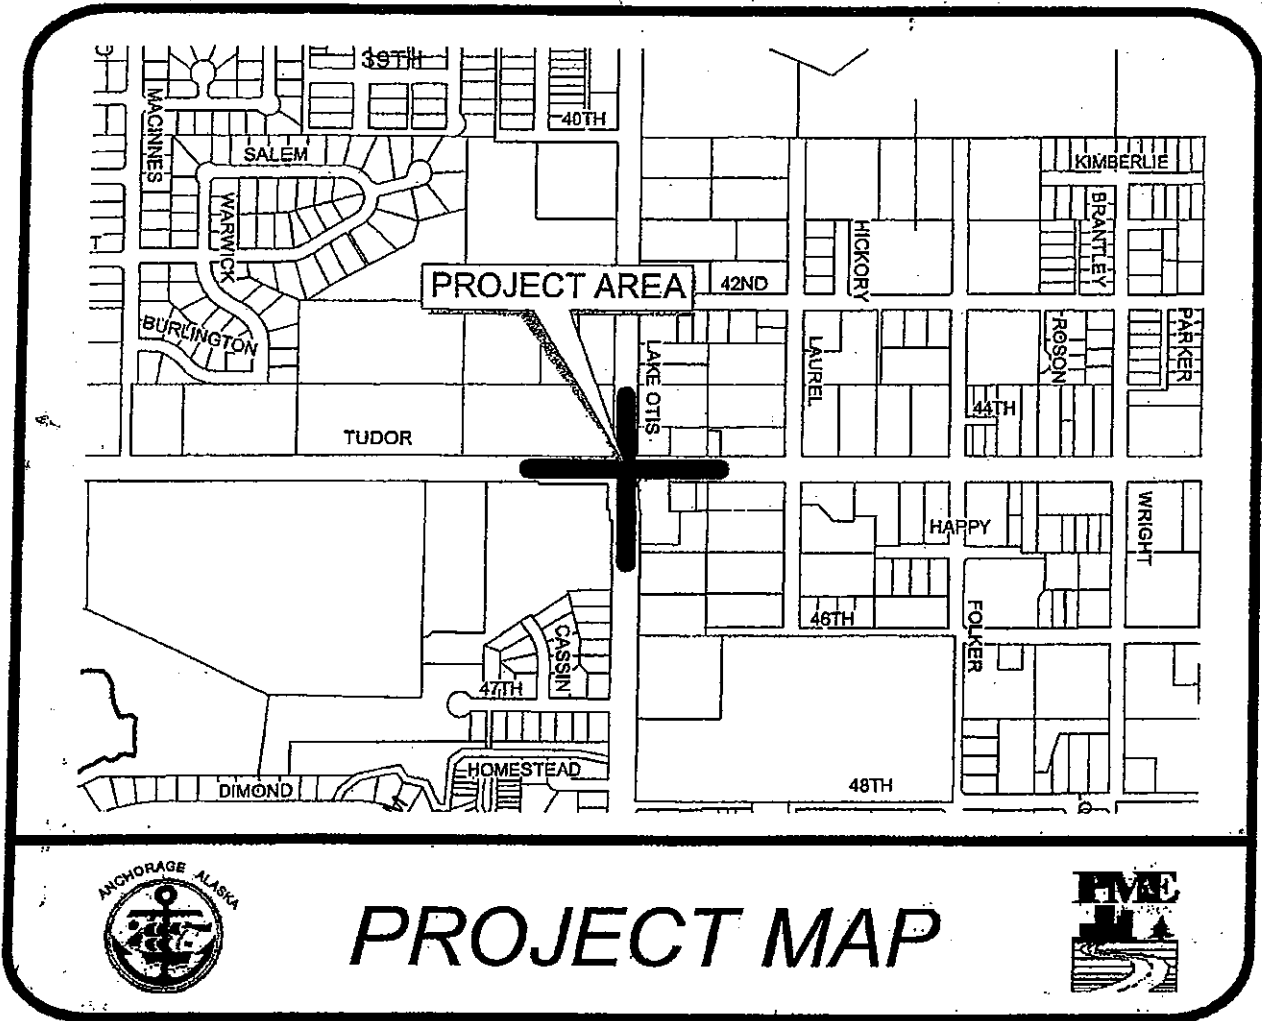 39TH
40TH
MACINNES
SALEM
KIMBERLIE
WARWICK
BRANTLEY
HICKORY
PROJECT AREA
42ND
BURLINGTON
LAKE OTIS
LAUREL
ROSON
PARKER
44TH
TUDOR
HAPPY
WRIGHT
46TH
FOLKER
CASSIN
47TH
HOMESTEAD
DIMOND
48TH
ANCHORAGE ALASKA
PROJECT MAP
PM&E